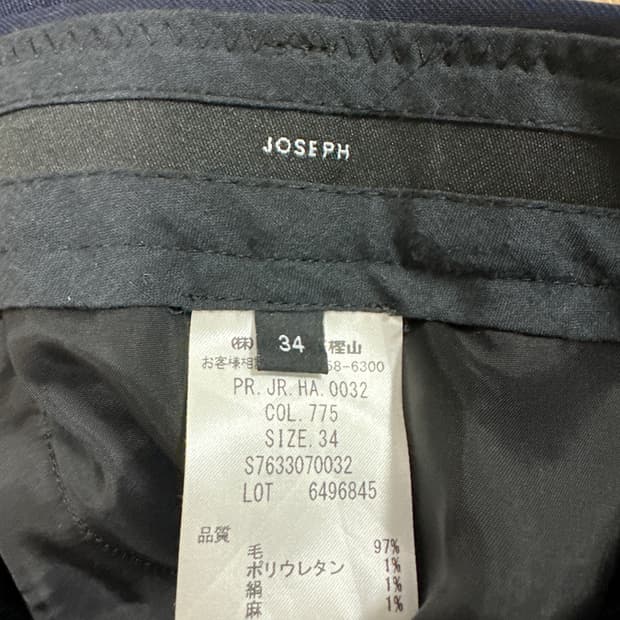 JOSEPH
34
(株) 樫山
お客様相 58-6300
PR.JR.HA.0032
COL.775
SIZE.34
S7633070032
LOT 6496845
品質
毛 97%
ポリウレタン 1%
絹 1%
麻 1%